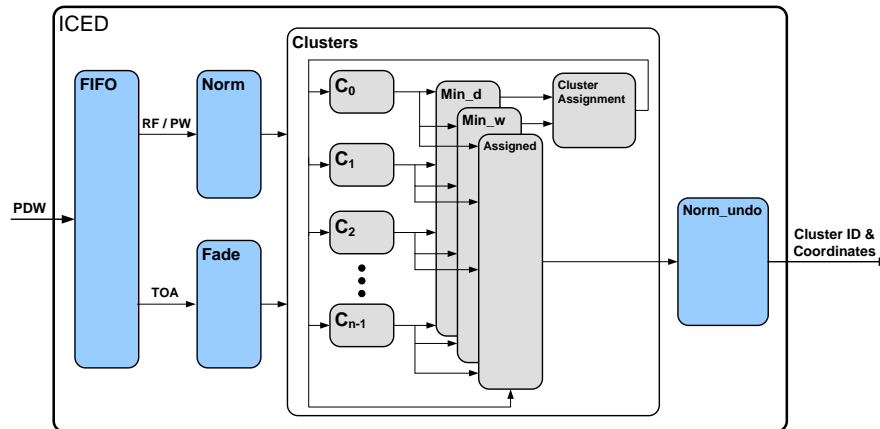 ICED
Clusters
FIFO
Norm
C0
Min_d
Cluster
Assignment
Min_w
RF / PW
Assigned
C1
PDW
Norm_undo
C2
Fade
Cluster ID &
Coordinates
TOA
Cn-1